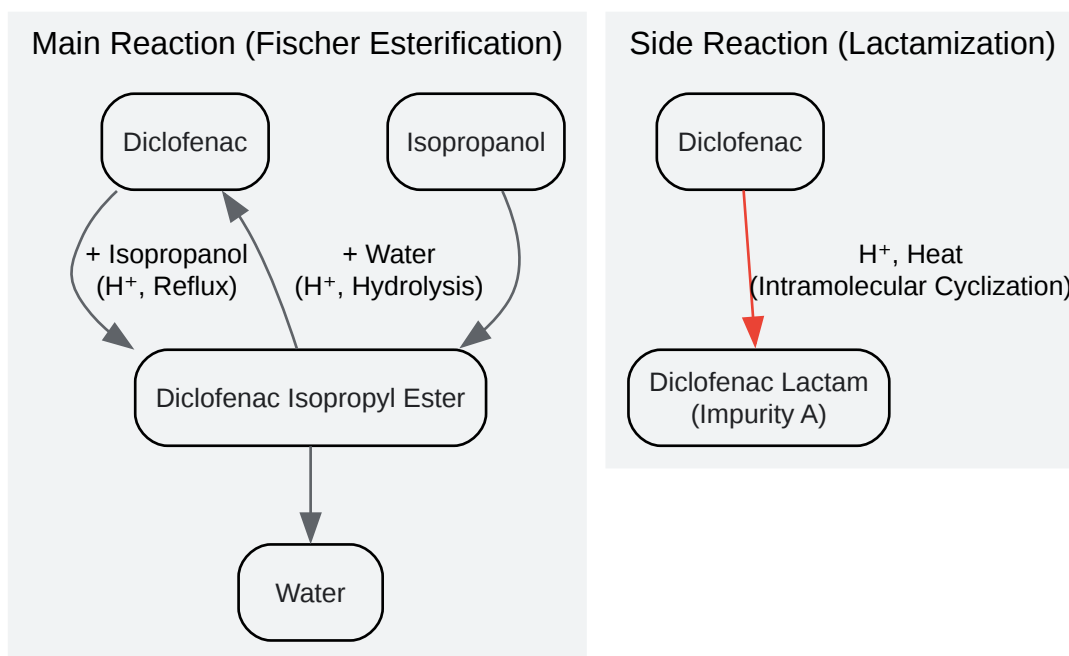 Main Reaction (Fischer Esterification)
Diclofenac
Isopropanol
+ Isopropanol
(H⁺, Reflux)
+ Water
(H⁺, Hydrolysis)
Diclofenac Isopropyl Ester
Water
Side Reaction (Lactamization)
Diclofenac
H⁺, Heat
(Intramolecular Cyclization)
Diclofenac Lactam
(Impurity A)